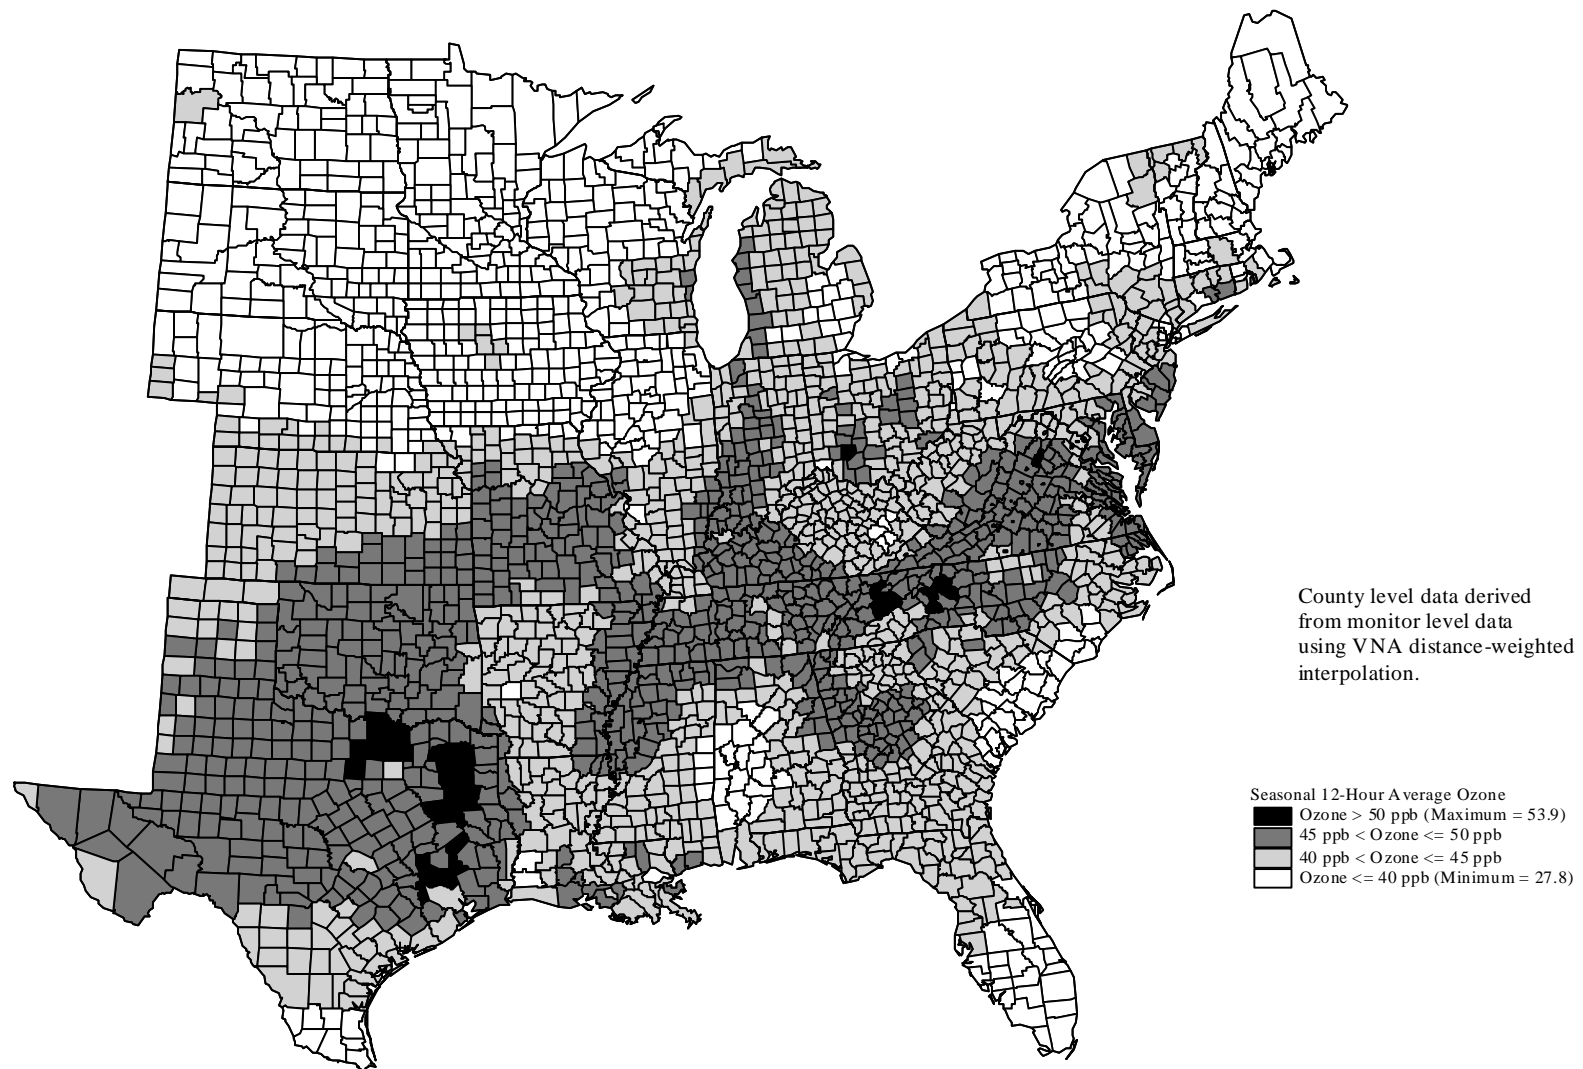 County level data derived
from monitor level data
using VNA distance-weighted
interpolation.
Seasonal 12-Hour Average Ozone
Ozone > 50 ppb (Maximum = 53.9)
45 ppb < Ozone <= 50 ppb
40 ppb < Ozone <= 45 ppb
Ozone <= 40 ppb (Minimum = 27.8)